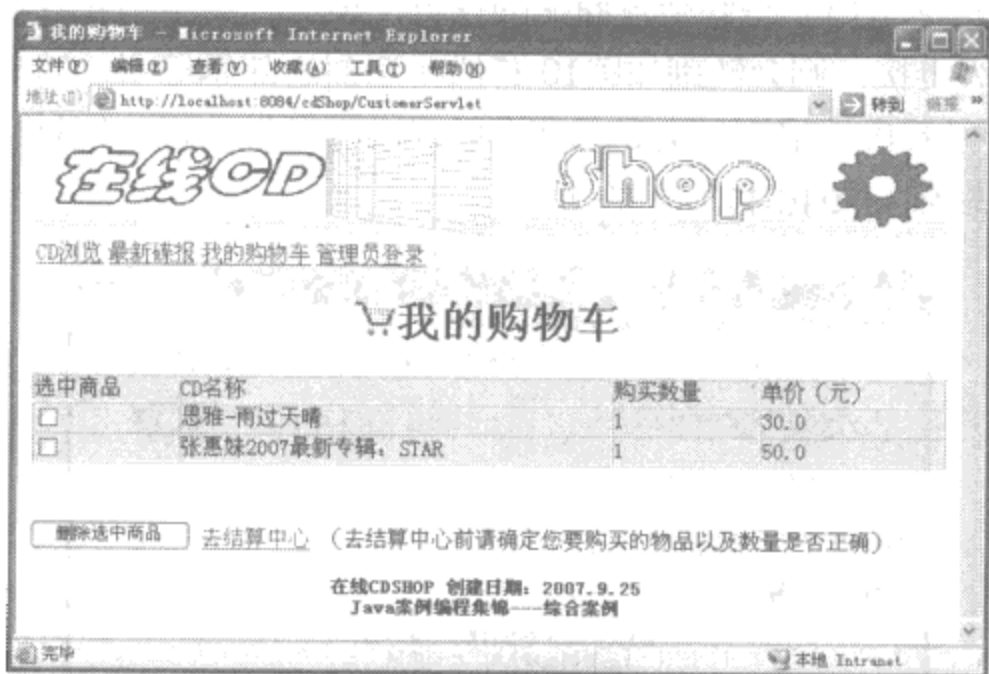 我的购物车 - Microsoft Internet Explorer
文件(F) 编辑(E) 查看(V) 收藏(A) 工具(T) 帮助(H)
地址(D) http://localhost:8084/cdShop/CustomerServlet 转到 链接 »
在线CD Shop
CD浏览 最新碟报 我的购物车 管理员登录
我的购物车
选中商品 CD名称 购买数量 单价（元）
思雅-雨过天晴 1 30.0
张惠妹2007最新专辑：STAR 1 50.0
删除选中商品 去结算中心 （去结算中心前请确定您要购买的物品以及数量是否正确）
在线CDSHOP 创建日期：2007.9.25
Java案例编程集锦---综合案例
完毕 本地 Intranet